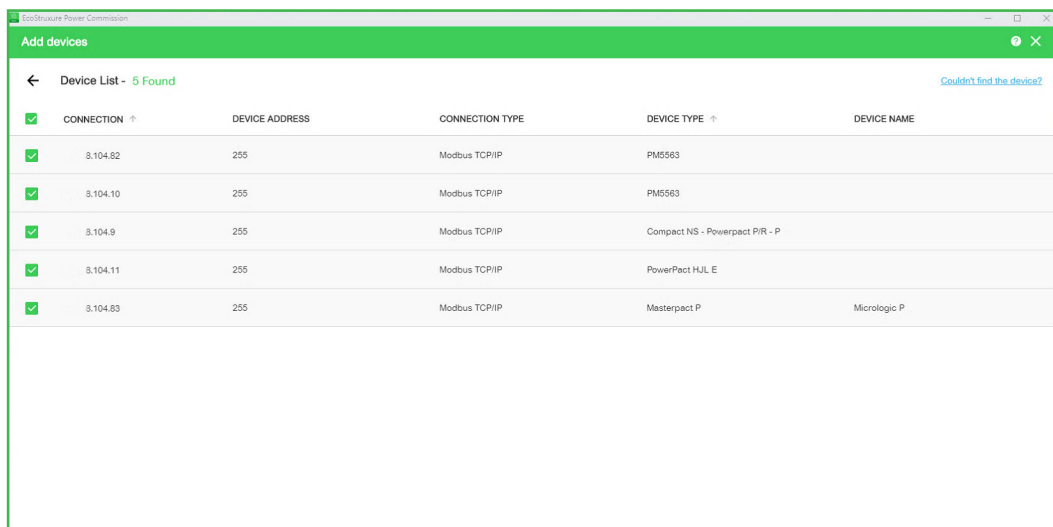 EcoStruxure Power Commission
Add devices
Device List - 5 Found
Couldn't find the device?
CONNECTION DEVICE ADDRESS CONNECTION TYPE DEVICE TYPE DEVICE NAME
8.104.82 255 Modbus TCP/IP PM5563
8.104.10 255 Modbus TCP/IP PM5563
8.104.9 255 Modbus TCP/IP Compact NS - Powerpact P/R - P
8.104.11 255 Modbus TCP/IP PowerPact HJL E
8.104.83 255 Modbus TCP/IP Masterpact P Micrologic P